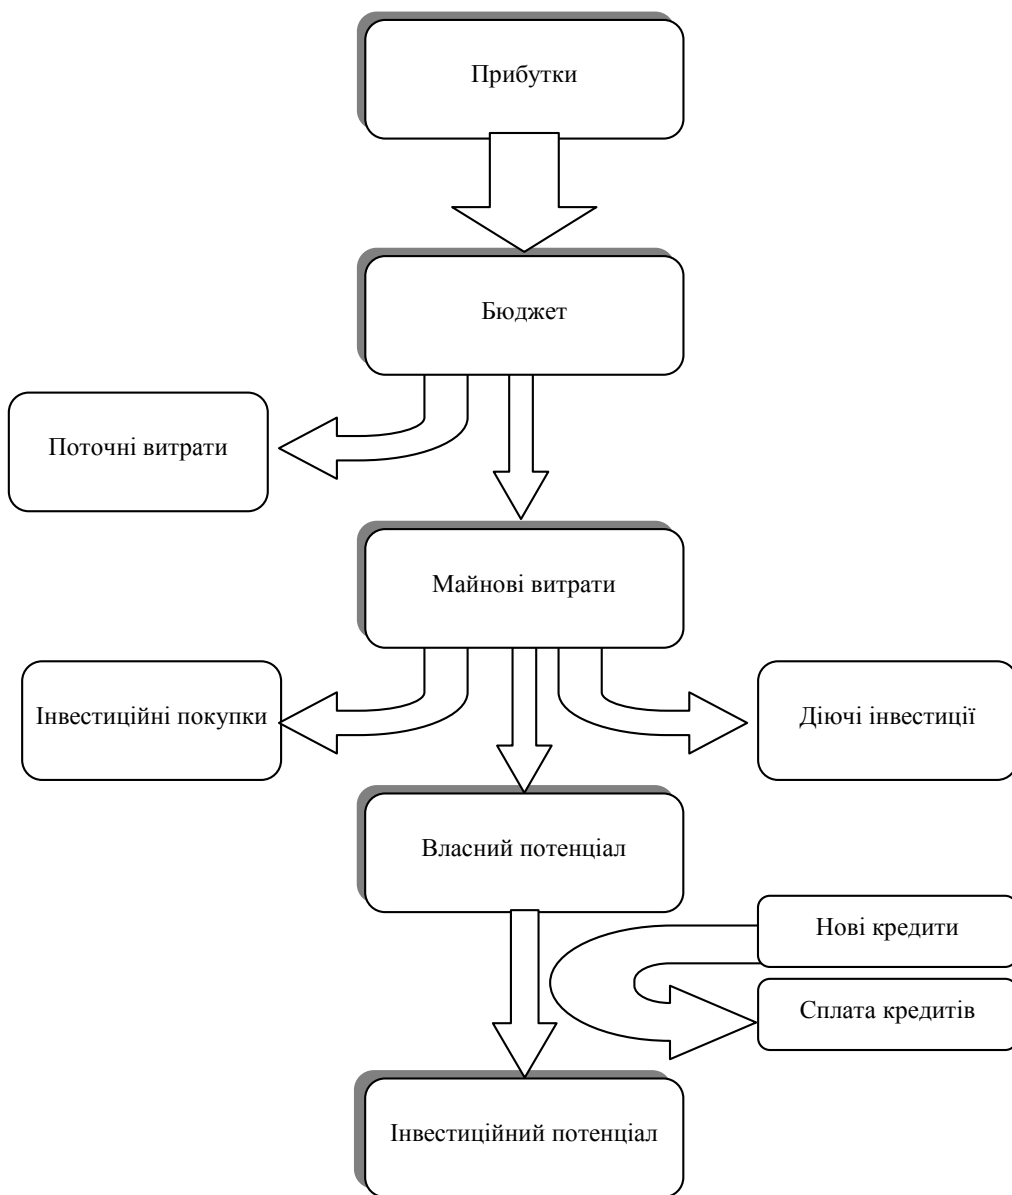 Прибутки
Бюджет
Поточні витрати
Майнові витрати
Інвестиційні покупки
Діючі інвестиції
Власний потенціал
Нові кредити
Сплата кредитів
Інвестиційний потенціал